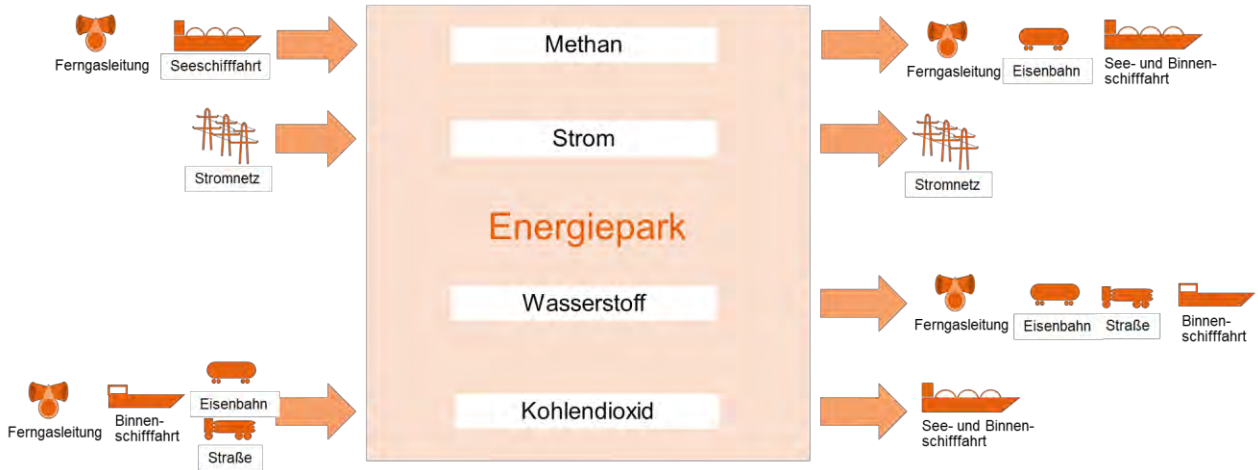 Methan
Ferngasleitung
Seeschifffahrt
Ferngasleitung
Eisenbahn
See- und Binnen-
schifffahrt
Strom
Stromnetz
Stromnetz
Energiepark
Wasserstoff
Ferngasleitung
Eisenbahn
Straße
Binnen-
schifffahrt
Eisenbahn
Kohlendioxid
Ferngasleitung
Binnen-
schifffahrt
Straße
See- und Binnen-
schifffahrt